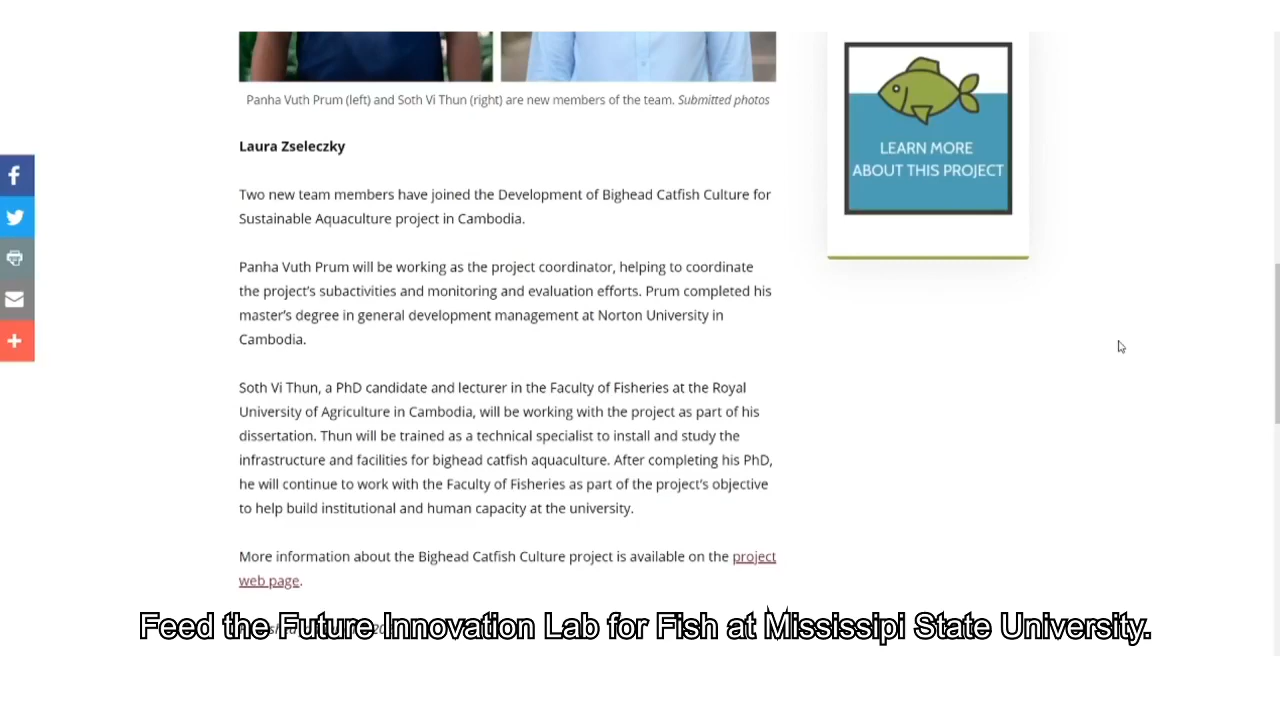 Panha Vuth Prum (left) and Soth Vi Thun (right) are new members of the team. Submitted photos
Laura Zseleczky
Two new team members have joined the Development of Bighead Catfish Culture for
Sustainable Aquaculture project in Cambodia.
Panha Vuth Prum will be working as the project coordinator, helping to coordinate
the project's subactivities and monitoring and evaluation efforts. Prum completed his
master's degree in general development management at Norton University in
Cambodia.
Soth Vi Thun, a PhD candidate and lecturer in the Faculty of Fisheries at the Royal
University of Agriculture in Cambodia, will be working with the project as part of his
dissertation. Thun will be trained as a technical specialist to install and study the
infrastructure and facilities for bighead catfish aquaculture. After completing his PhD,
he will continue to work with the Faculty of Fisheries as part of the project's objective
to help build institutional and human capacity at the university.
More information about the Bighead Catfish Culture project is available on the project
web page.
Feed the Future Innovation Lab for Fish at Mississipi State University.
LEARN MORE
ABOUT THIS PROJECT